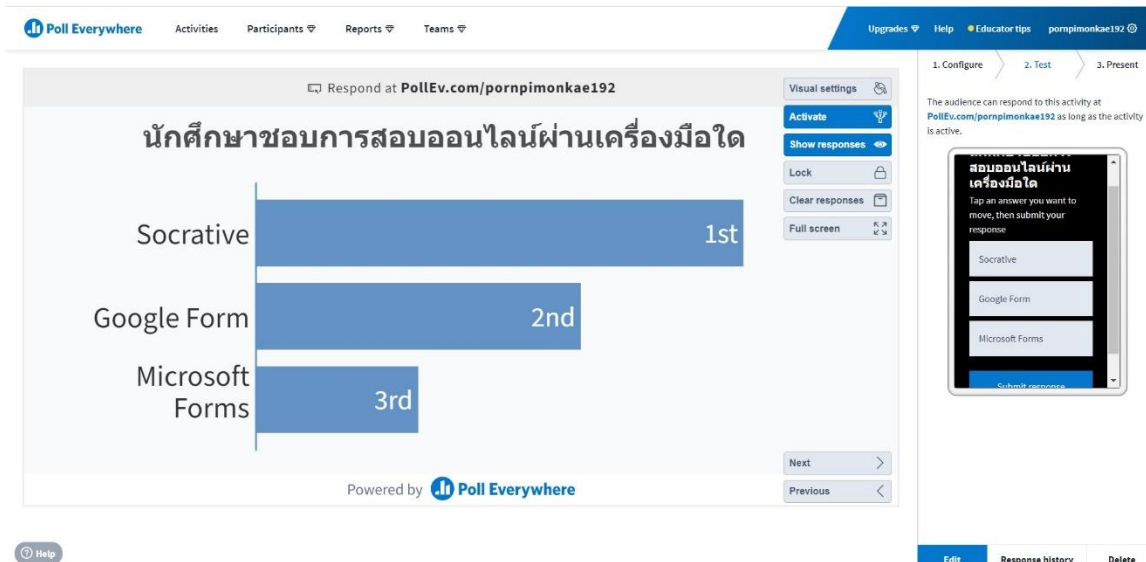 Poll Everywhere
Activities
Participants
Reports
Teams
Upgrades
Help
Educator tips
pornpimonkae192
Respond at PollEv.com/pornpimonkae192
นักศึกษาชอบการสอบออนไลน์ผ่านเครื่องมือใด
Socrative
1st
Google Form
2nd
Microsoft
Forms
3rd
Powered by Poll Everywhere
Visual settings
Activate
Show responses
Lock
Clear responses
Full screen
Next
Previous
1. Configure
2. Test
3. Present
The audience can respond to this activity at
PollEv.com/pornpimonkae192 as long as the activity
is active.
สอบออนไลน์ผ่าน
เครื่องมือใด
Tap an answer you want to
move, then submit your
response
Socrative
Google Form
Microsoft Forms
Submit response
Help
Edit
Response history
Delete